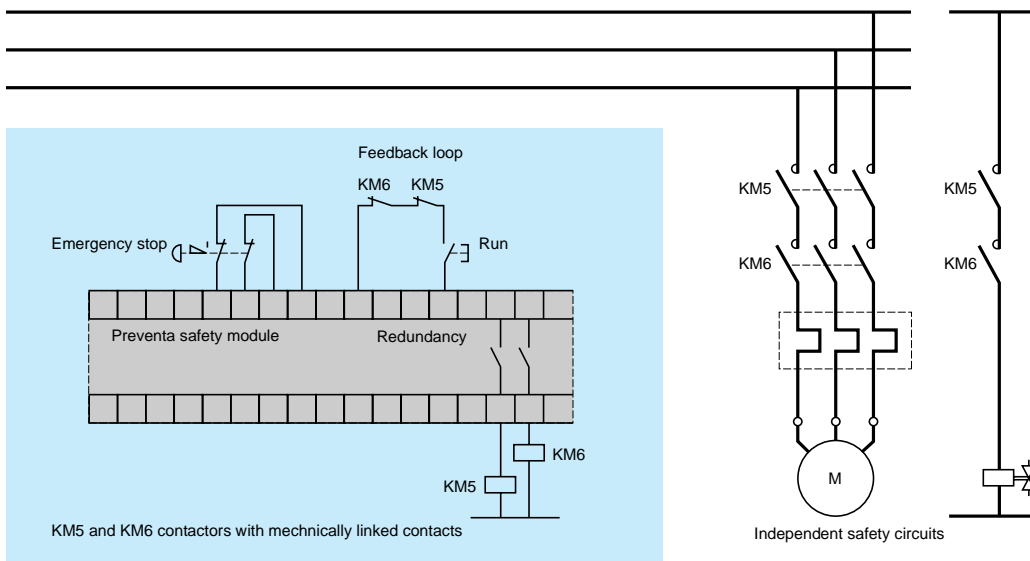 Feedback loop
KM6 KM5
Emergency stop
Run
Preventa safety module
Redundancy
KM6
KM5
KM5 and KM6 contactors with mechnically linked contacts
KM5
KM6
M
KM5
KM6
Independent safety circuits